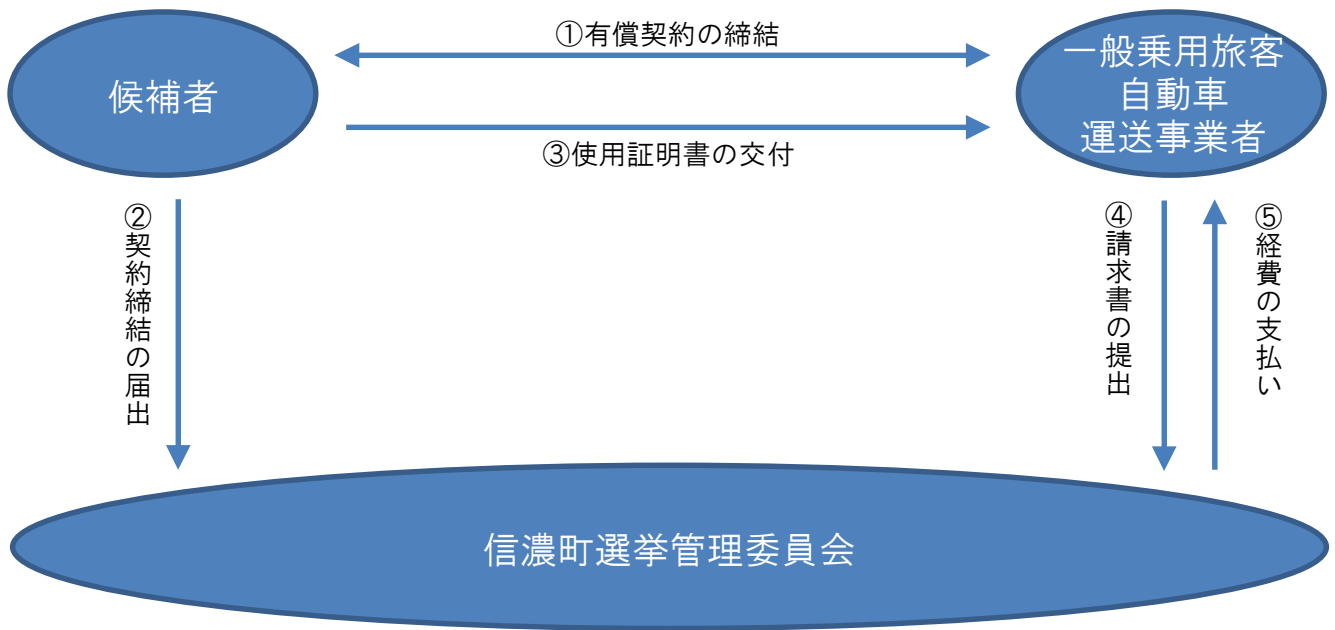 ①有償契約の締結
候補者
一般乗用旅客
自動車
運送事業者
③使用証明書の交付
②契約締結の届出
④請求書の提出
⑤経費の支払い
信濃町選挙管理委員会